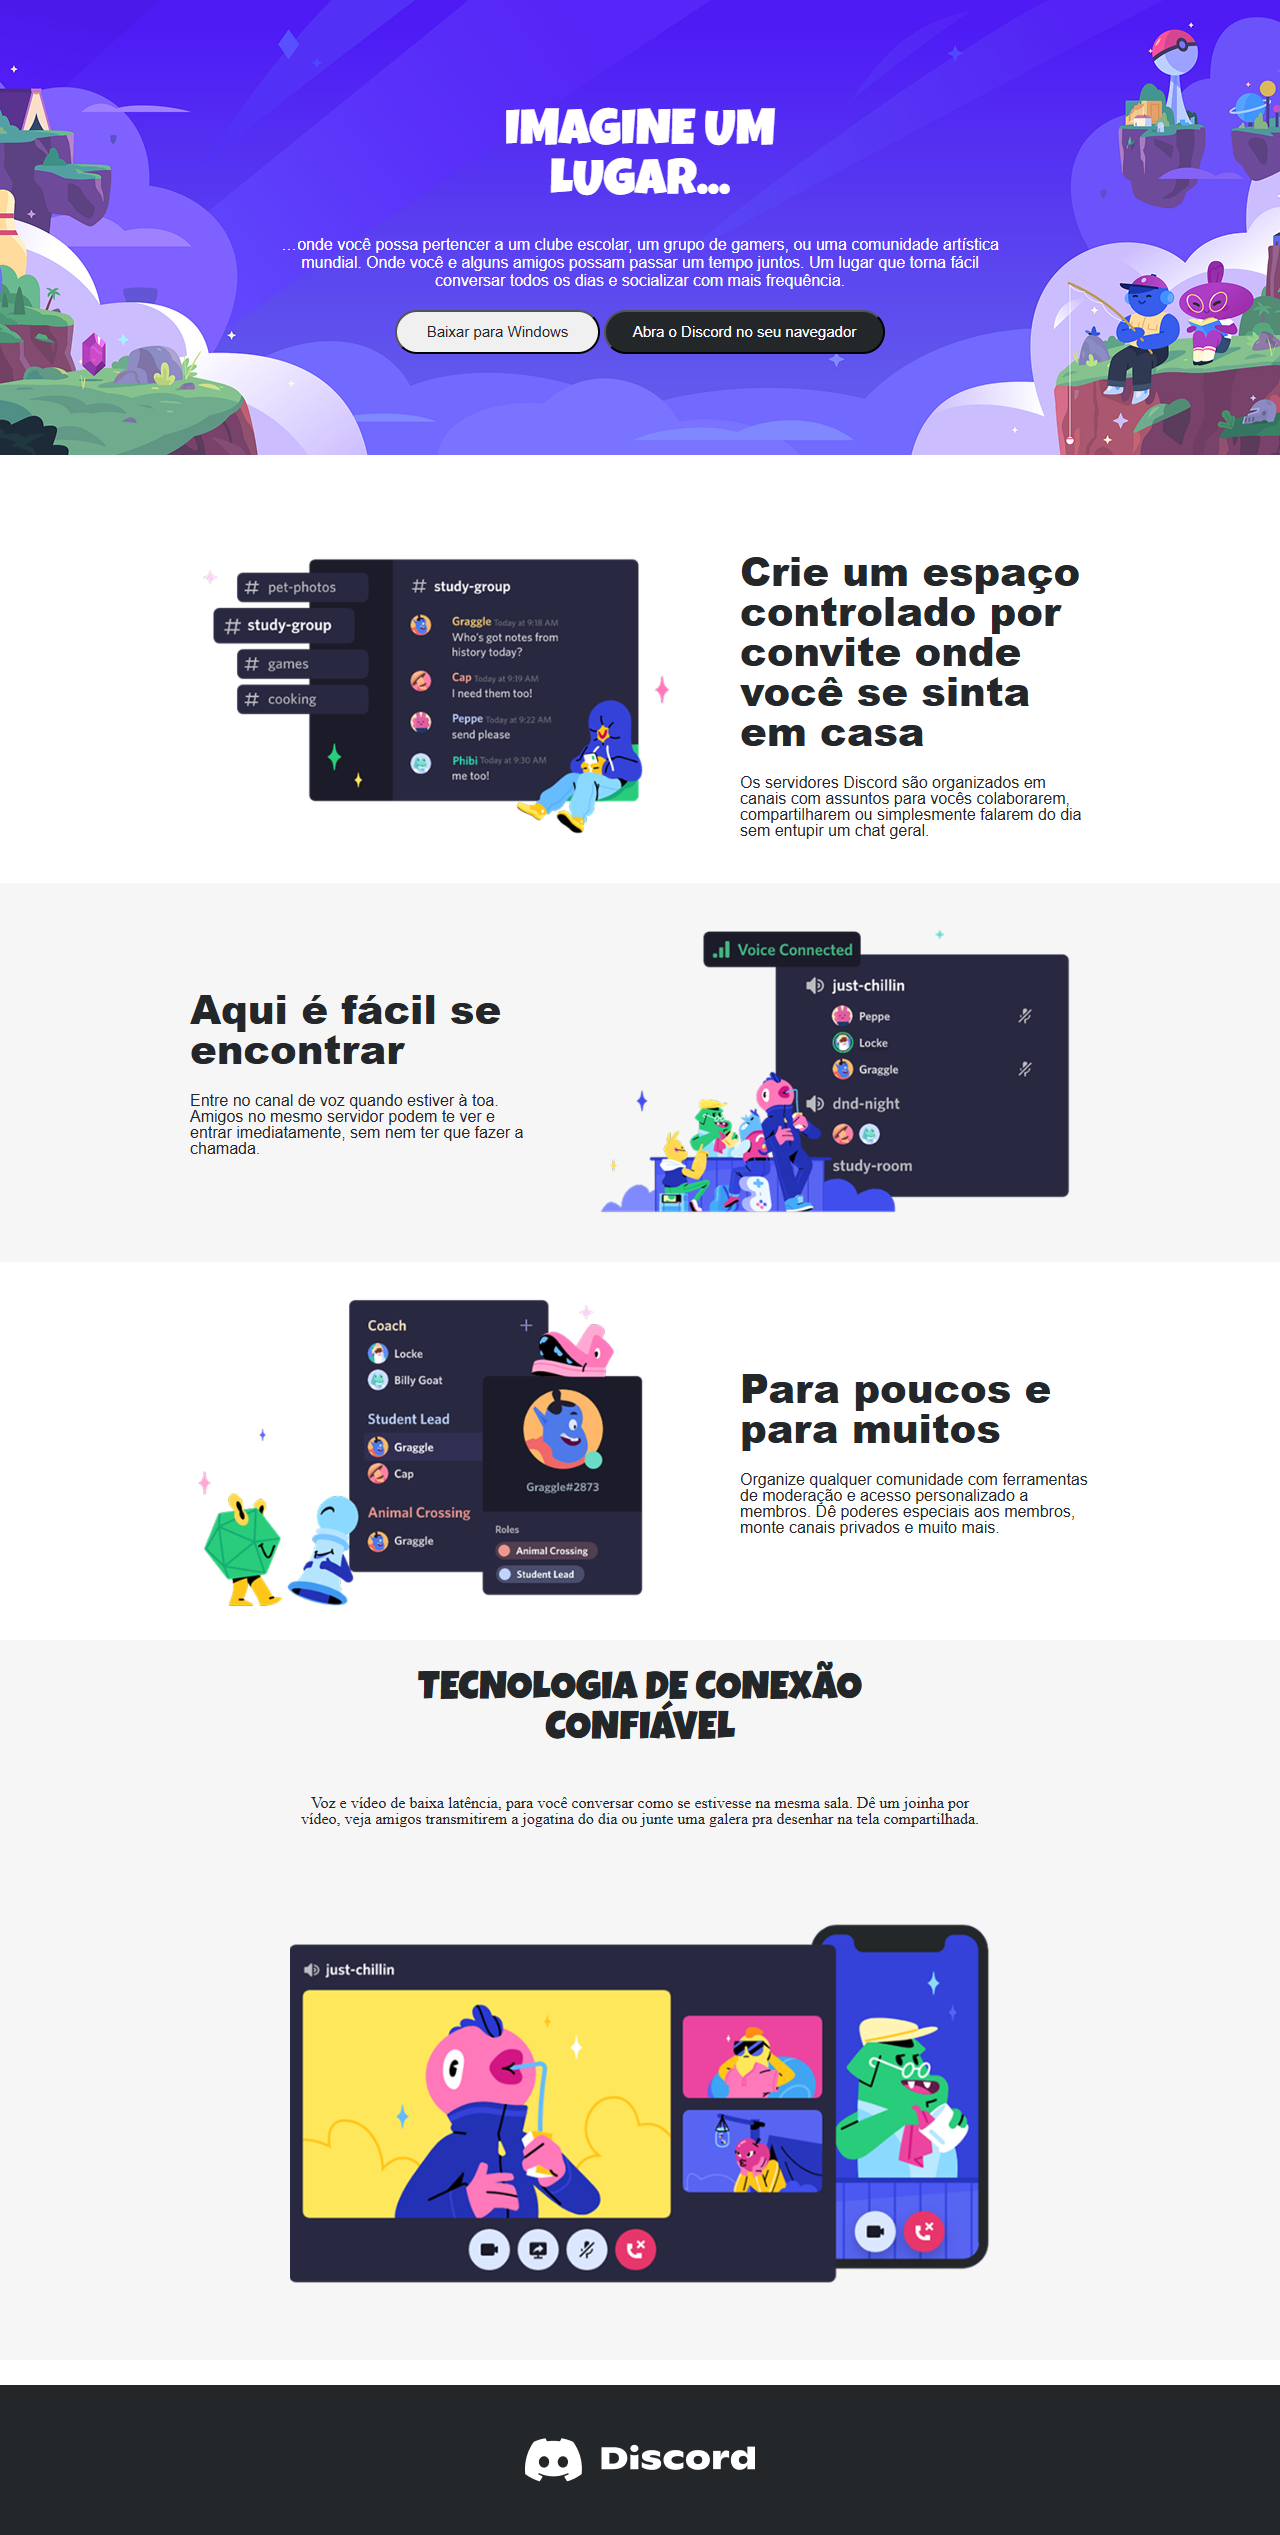 IMAGINE UM
LUGAR...
...onde você possa pertencer a um clube escolar, um grupo de gamers, ou uma comunidade artística
mundial. Onde você e alguns amigos possam passar um tempo juntos. Um lugar que torna fácil
conversar todos os dias e socializar com mais frequência.
Baixar para Windows
Abra o Discord no seu navegador
# pet-photos
# study-group
# games
# cooking
# study-group
Graggle Today at 9:18 AM
Who's got notes from
history today?
Cap Today at 9:19 AM
I need them too!
Peppe Today at 9:22 AM
send please
Phibi Today at 9:30 AM
me too!
Crie um espaço
controlado por
convite onde
você se sinta
em casa
Os servidores Discord são organizados em
canais com assuntos para vocês colaborarem,
compartilharem ou simplesmente falarem do dia
sem entupir um chat geral.
Aqui é fácil se
encontrar
Entre no canal de voz quando estiver à toa.
Amigos no mesmo servidor podem te ver e
entrar imediatamente, sem nem ter que fazer a
chamada.
Voice Connected
just-chillin
Peppe
Locke
Graggle
dnd-night
study-room
Coach
Locke
Billy Goat
Student Lead
Graggle
Cap
Animal Crossing
Graggle
Graggle#2873
Roles
Animal Crossing
Student Lead
Para poucos e
para muitos
Organize qualquer comunidade com ferramentas
de moderação e acesso personalizado a
membros. Dê poderes especiais aos membros,
monte canais privados e muito mais.
TECNOLOGIA DE CONEXÃO
CONFIÁVEL
Voz e vídeo de baixa latência, para você conversar como se estivesse na mesma sala. Dê um joinha por
vídeo, veja amigos transmitirem a jogatina do dia ou junte uma galera pra desenhar na tela compartilhada.
just-chillin
Discord